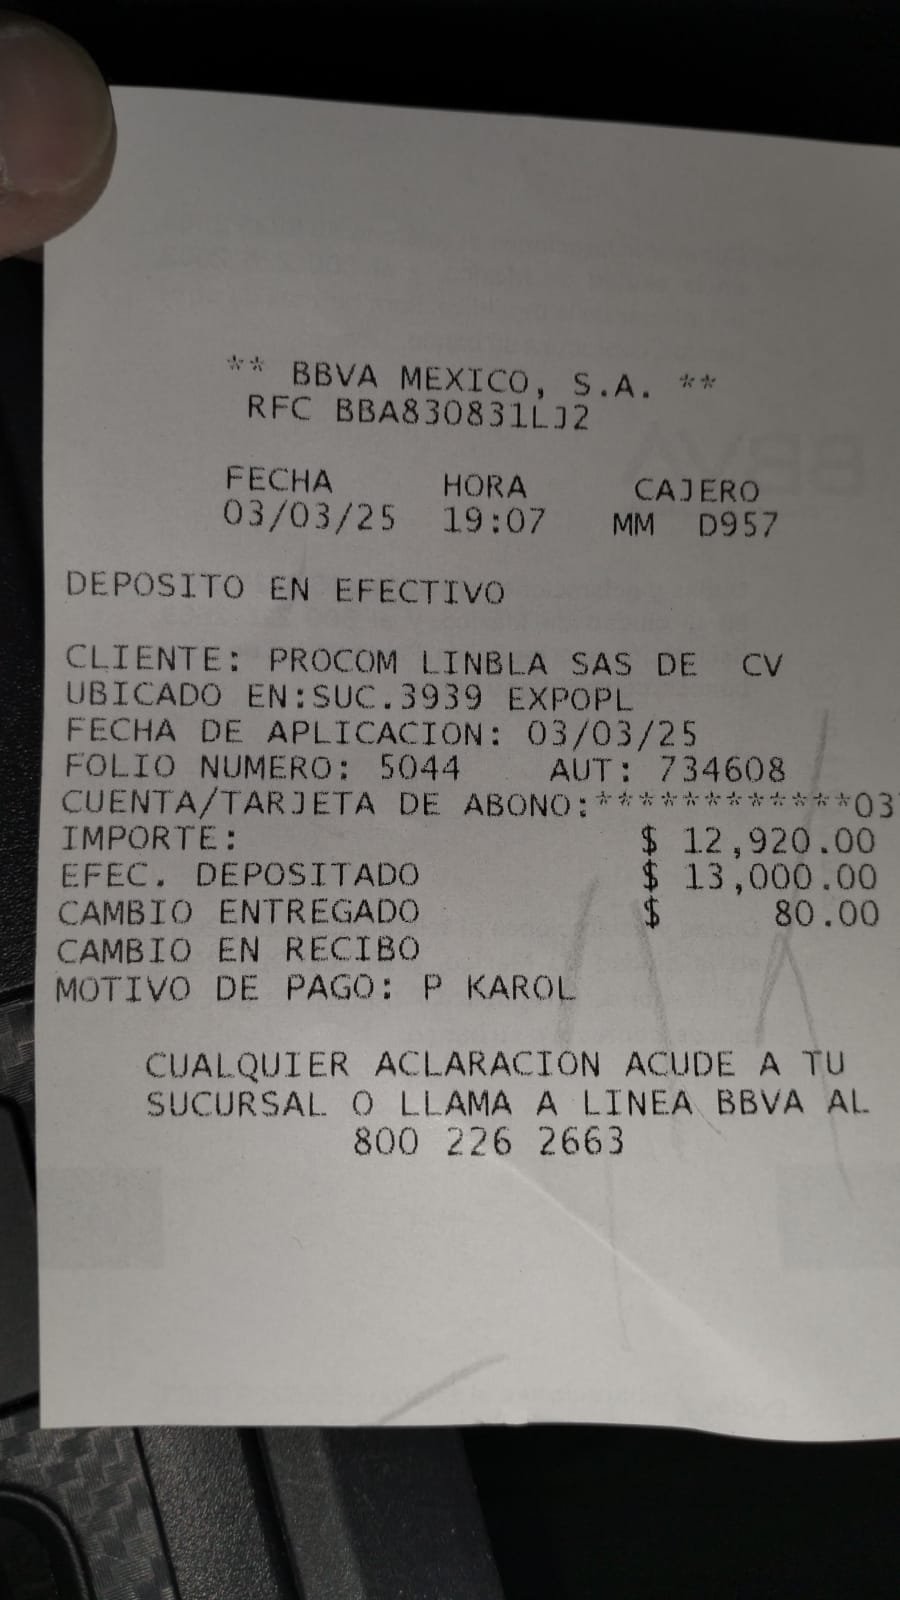 ** BBVA MEXICO, S.A. **
RFC BBA830831LJ2
FECHA HORA CAJERO
03/03/25 19:07 MM D957
DEPOSITO EN EFECTIVO
CLIENTE: PROCOM LINBLA SAS DE CV
UBICADO EN:SUC.3939 EXPOPL
FECHA DE APLICACION: 03/03/25
FOLIO NUMERO: 5044 AUT: 734608
CUENTA/TARJETA DE ABONO:************03
IMPORTE: $ 12,920.00
EFEC. DEPOSITADO $ 13,000.00
CAMBIO ENTREGADO $ 80.00
CAMBIO EN RECIBO
MOTIVO DE PAGO: P KAROL
CUALQUIER ACLARACION ACUDE A TU
SUCURSAL O LLAMA A LINEA BBVA AL
800 226 2663